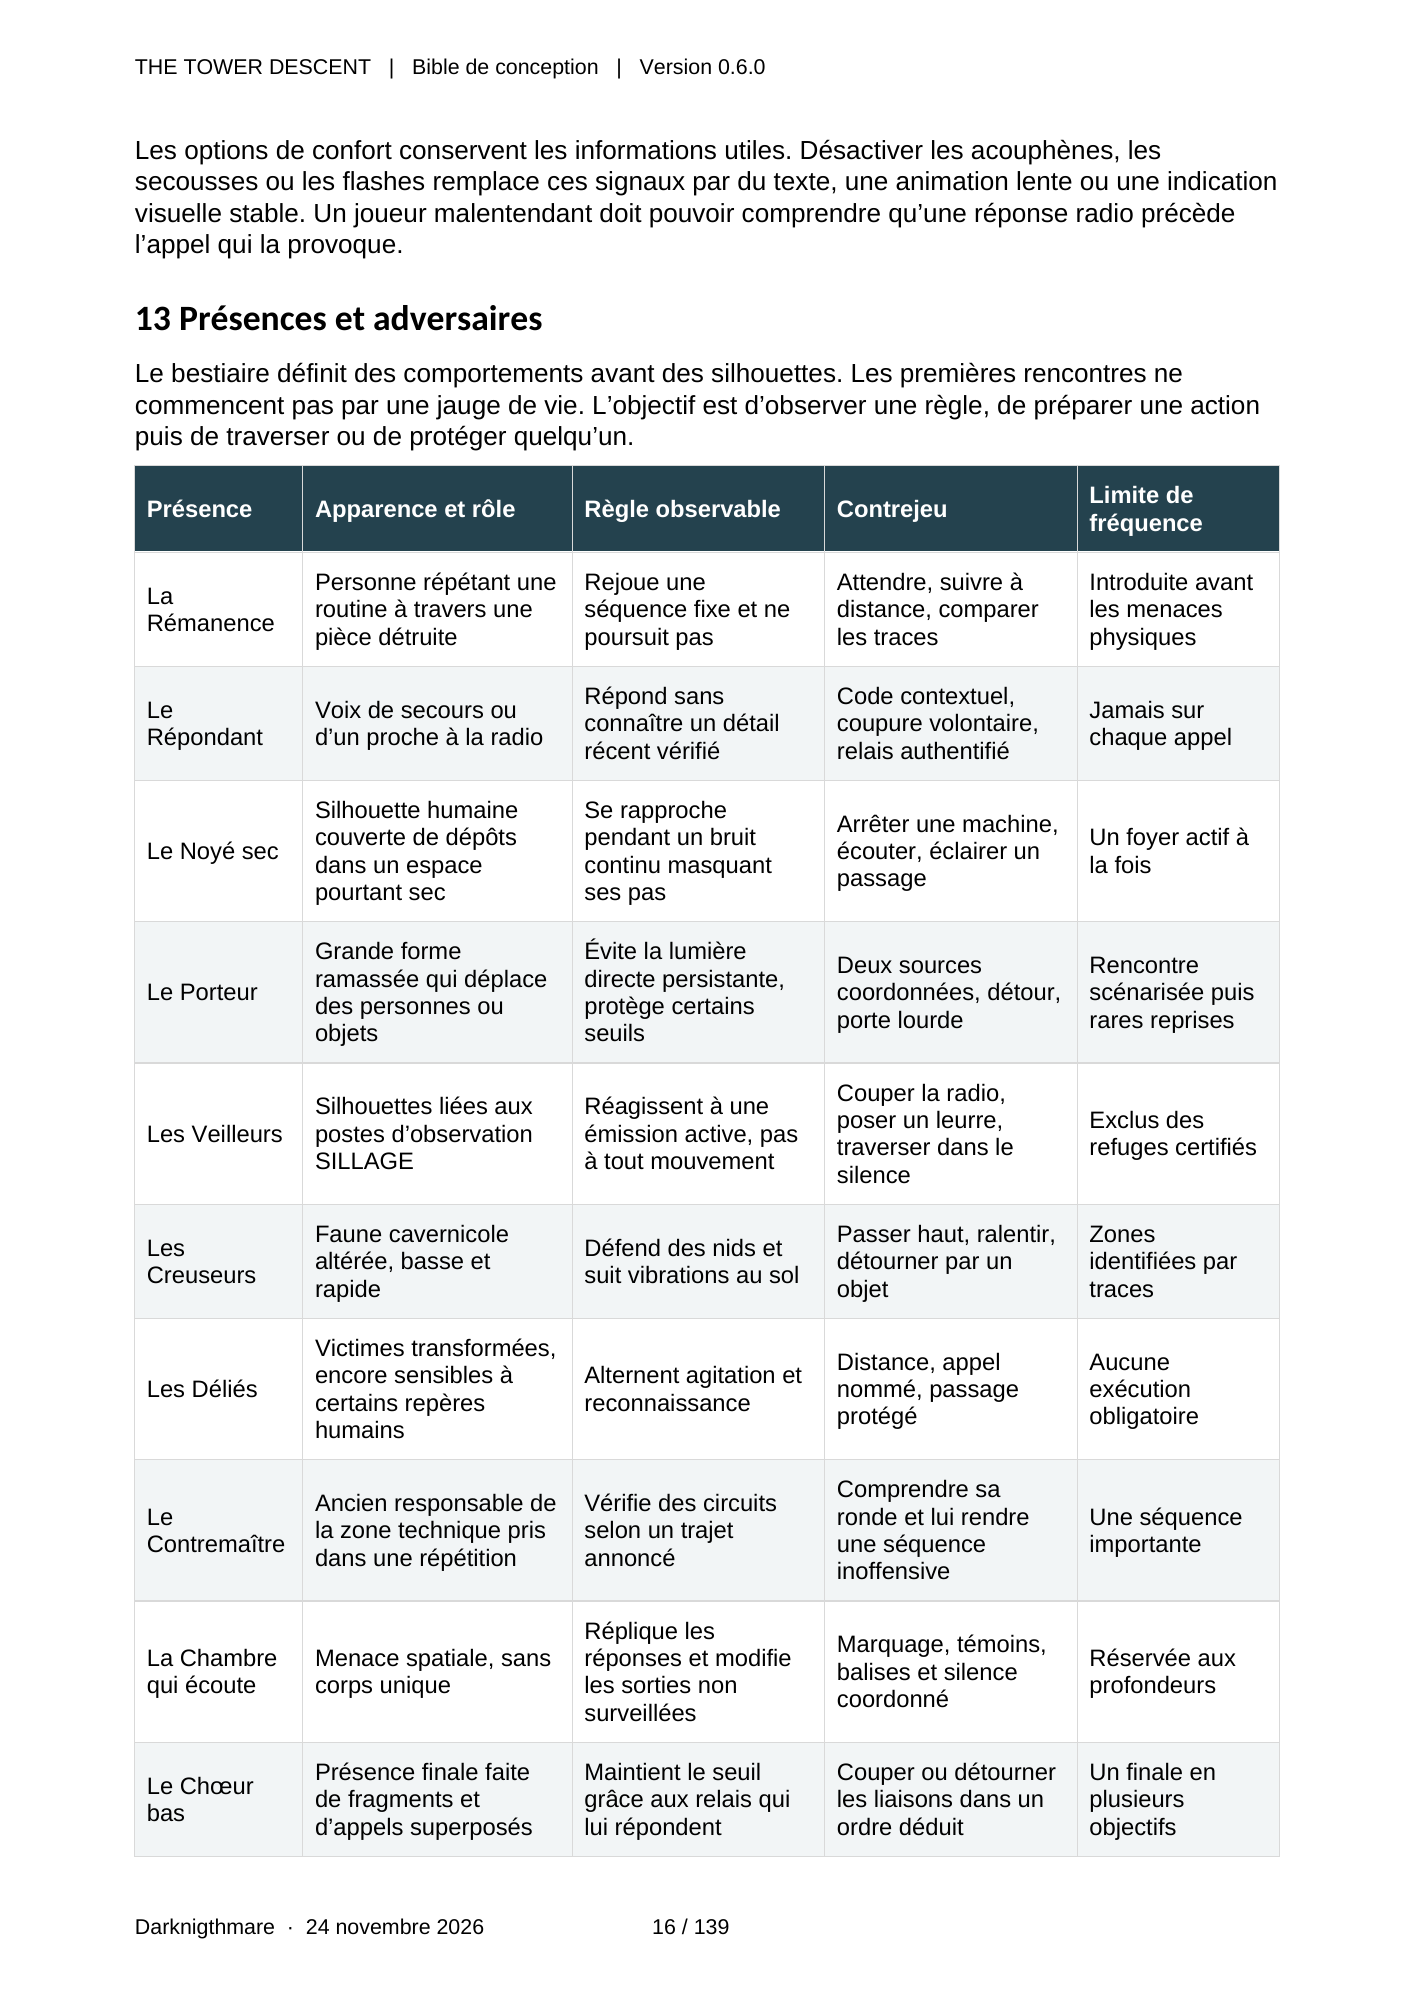 THE TOWER DESCENT | Bible de conception | Version 0.6.0
Les options de confort conservent les informations utiles. Désactiver les acouphènes, les
secousses ou les flashes remplace ces signaux par du texte, une animation lente ou une indication
visuelle stable. Un joueur malentendant doit pouvoir comprendre qu’une réponse radio précède
l’appel qui la provoque.
13 Présences et adversaires
Le bestiaire définit des comportements avant des silhouettes. Les premières rencontres ne
commencent pas par une jauge de vie. L’objectif est d’observer une règle, de préparer une action
puis de traverser ou de protéger quelqu’un.
Présence
Apparence et rôle
Règle observable
Contrejeu
Limite de
fréquence
La
Rémanence
Personne répétant une
routine à travers une
pièce détruite
Rejoue une
séquence fixe et ne
poursuit pas
Attendre, suivre à
distance, comparer
les traces
Introduite avant
les menaces
physiques
Le
Répondant
Voix de secours ou
d’un proche à la radio
Répond sans
connaître un détail
récent vérifié
Code contextuel,
coupure volontaire,
relais authentifié
Jamais sur
chaque appel
Le Noyé sec
Silhouette humaine
couverte de dépôts
dans un espace
pourtant sec
Se rapproche
pendant un bruit
continu masquant
ses pas
Arrêter une machine,
écouter, éclairer un
passage
Un foyer actif à
la fois
Le Porteur
Grande forme
ramassée qui déplace
des personnes ou
objets
Évite la lumière
directe persistante,
protège certains
seuils
Deux sources
coordonnées, détour,
porte lourde
Rencontre
scénarisée puis
rares reprises
Les Veilleurs
Silhouettes liées aux
postes d’observation
SILLAGE
Réagissent à une
émission active, pas
à tout mouvement
Couper la radio,
poser un leurre,
traverser dans le
silence
Exclus des
refuges certifiés
Les
Creuseurs
Faune cavernicole
altérée, basse et
rapide
Défend des nids et
suit vibrations au sol
Passer haut, ralentir,
détourner par un
objet
Zones
identifiées par
traces
Les Déliés
Victimes transformées,
encore sensibles à
certains repères
humains
Alternent agitation et
reconnaissance
Distance, appel
nommé, passage
protégé
Aucune
exécution
obligatoire
Le
Contremaître
Ancien responsable de
la zone technique pris
dans une répétition
Vérifie des circuits
selon un trajet
annoncé
Comprendre sa
ronde et lui rendre
une séquence
inoffensive
Une séquence
importante
La Chambre
qui écoute
Menace spatiale, sans
corps unique
Réplique les
réponses et modifie
les sorties non
surveillées
Marquage, témoins,
balises et silence
coordonné
Réservée aux
profondeurs
Le Chœur
bas
Présence finale faite
de fragments et
d’appels superposés
Maintient le seuil
grâce aux relais qui
lui répondent
Couper ou détourner
les liaisons dans un
ordre déduit
Un finale en
plusieurs
objectifs
Darknigthmare · 24 novembre 2026
16 / 139